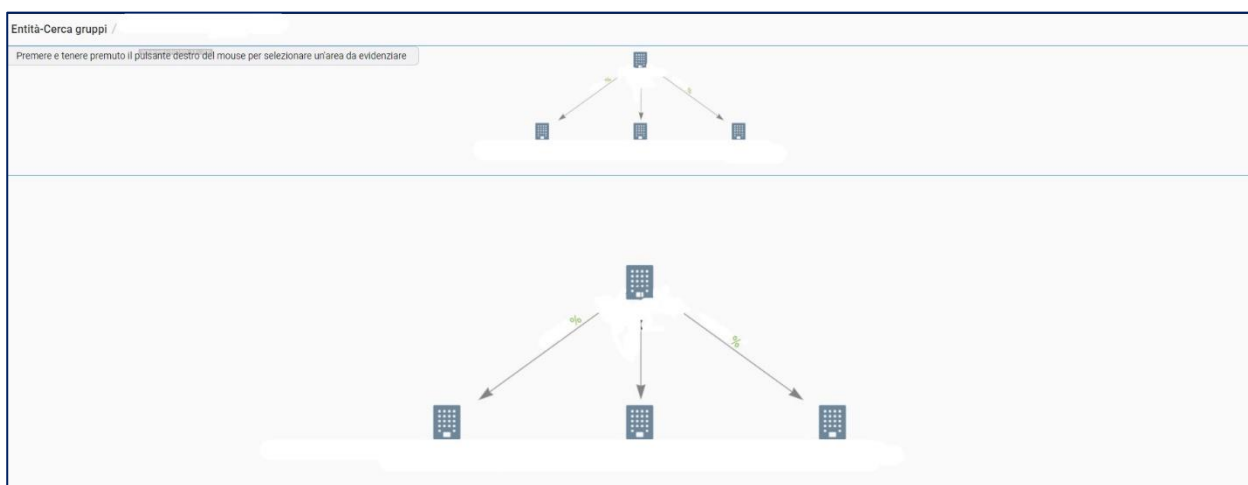 Entità-Cerca gruppi /
Premere e tenere premuto il pulsante destro del mouse per selezionare un'area da evidenziare
%
%